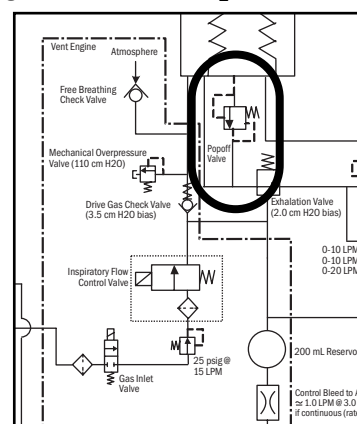 Vent Engine
Atmosphere
Free Breathing
Check Valve
Mechanical Overpressure
Valve (110 cm H2O)
Popoff
Valve
Drive Gas Check Valve
(3.5 cm H2O bias)
Exhalation Valve
(2.0 cm H2O bias)
0-10 LPM
0-10 LPM
0-20 LPM
Inspiratory Flow
Control Valve
25 psig @
15 LPM
Gas Inlet
Valve
200 mL Reservo
Control Bleed to A
≃ 1.0 LPM @ 3.0
if continuous (rate